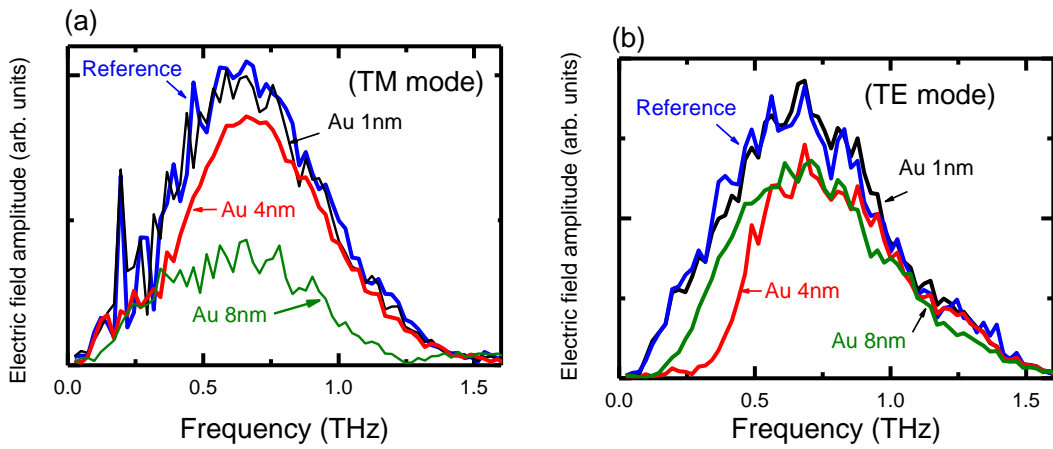 (a)
Electric field amplitude (arb. units)
Reference
(TM mode)
Au 1nm
Au 4nm
Au 8nm
0.0 0.5 1.0 1.5
Frequency (THz)
(b)
Electric field amplitude (arb. units)
Reference
(TE mode)
Au 1nm
Au 4nm
Au 8nm
0.0 0.5 1.0 1.5
Frequency (THz)